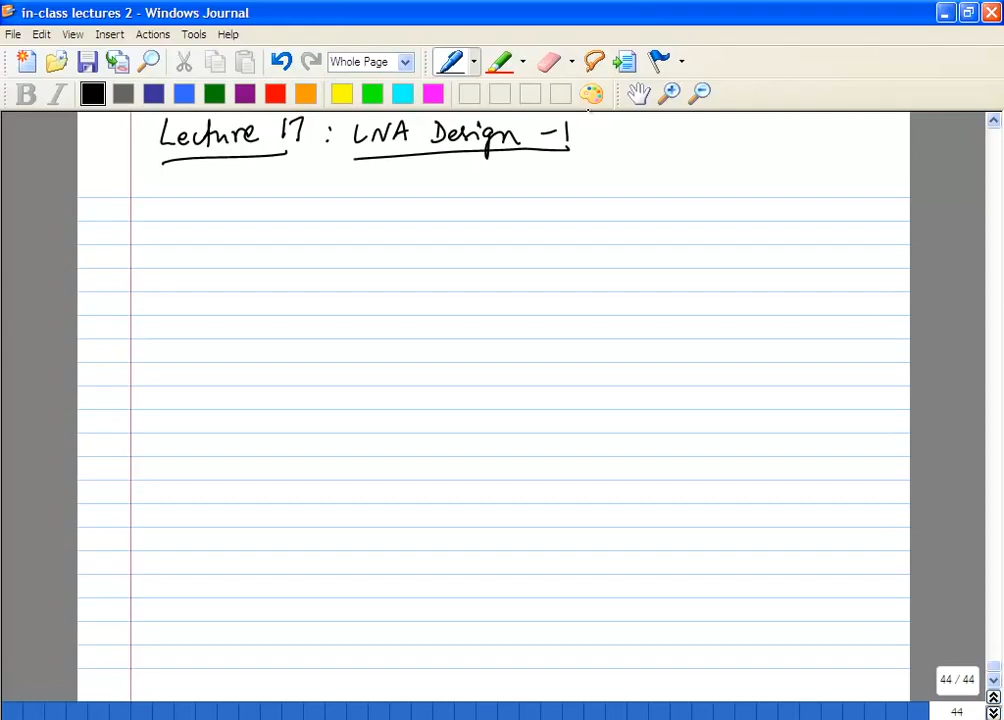 in-class lectures 2 - Windows Journal
File Edit View Insert Actions Tools Help
Whole Page
B I
Lecture 17 : LNA Design -1
44 / 44
44